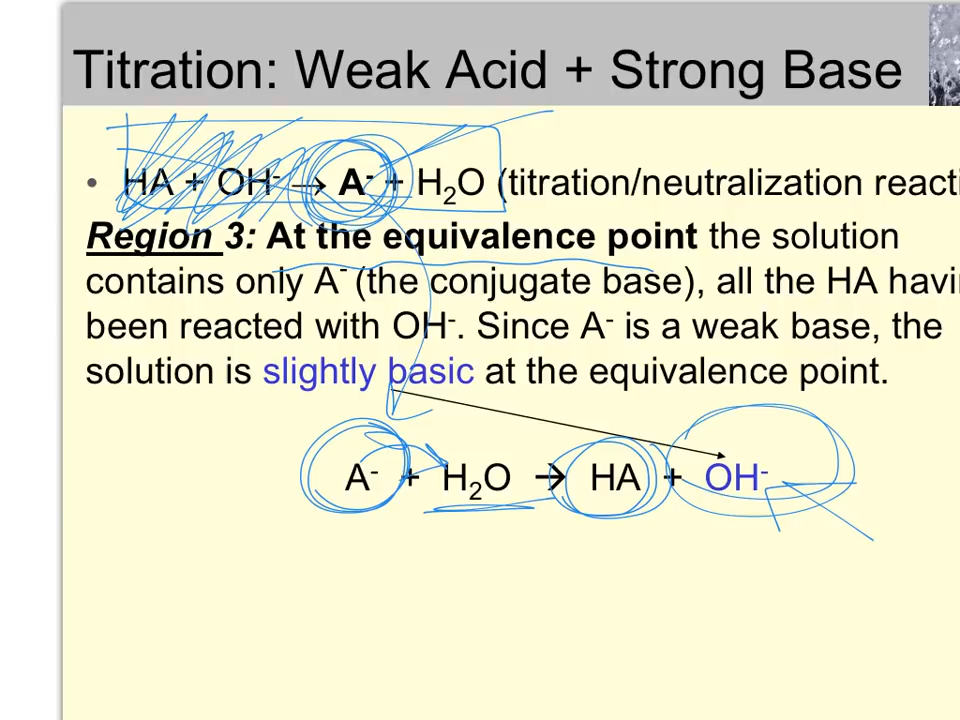 Titration: Weak Acid + Strong Base
• HA + OH⁻ → A⁻ + H₂O (titration/neutralization reacti
Region 3: At the equivalence point the solution
contains only A⁻ (the conjugate base), all the HA havi
been reacted with OH⁻. Since A⁻ is a weak base, the
solution is slightly basic at the equivalence point.
A⁻ + H₂O → HA + OH⁻